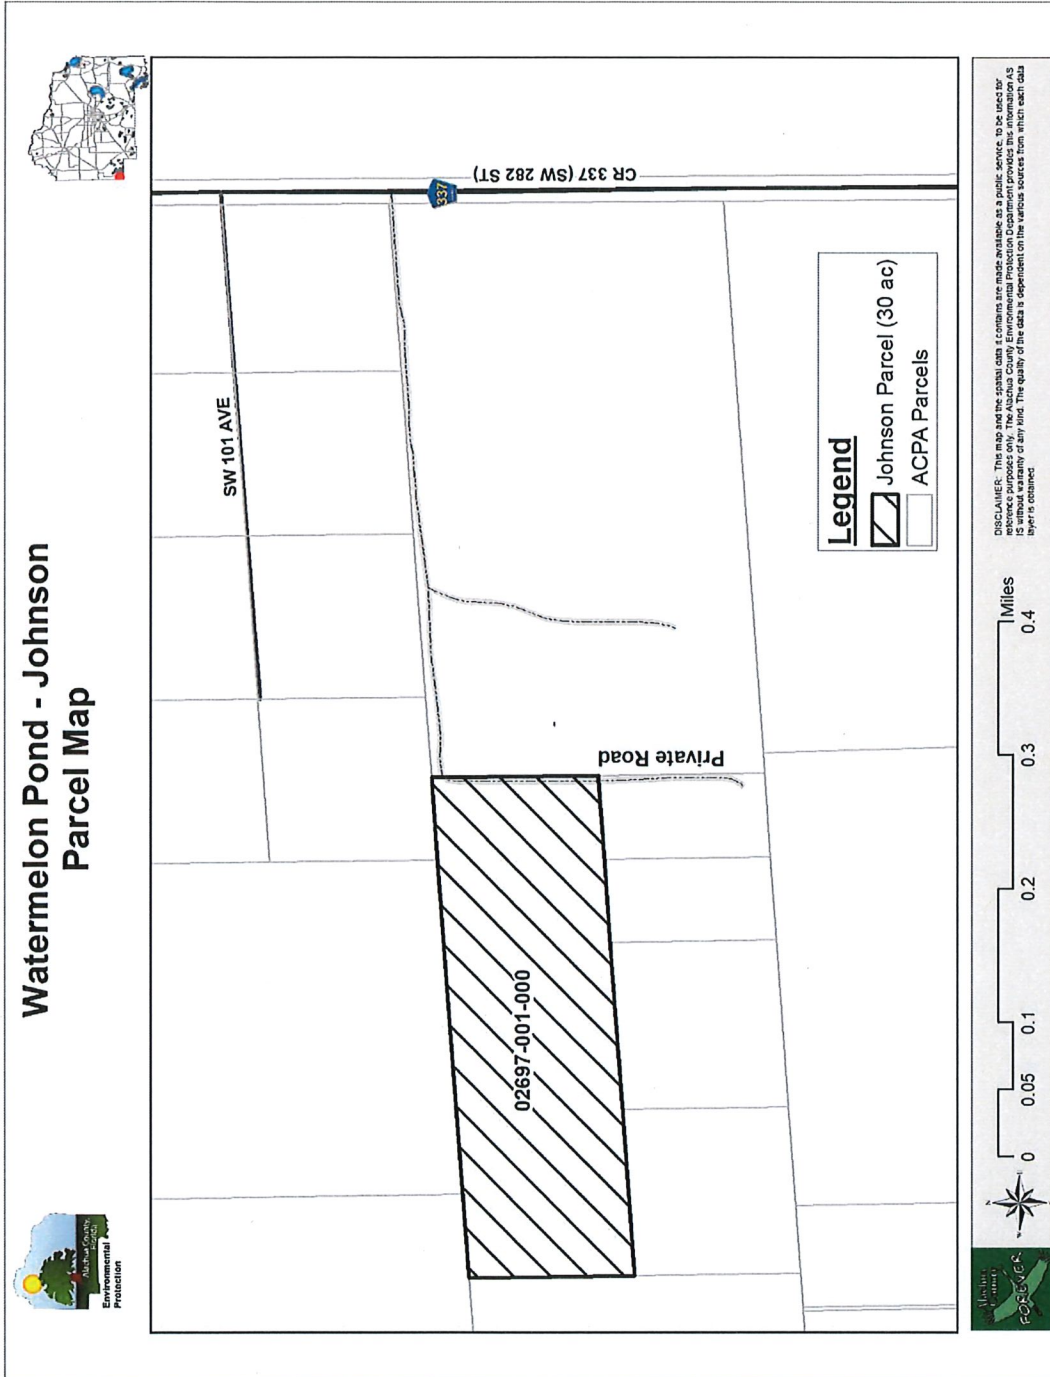 Watermelon Pond - Johnson
Parcel Map
Alachua County
Florida
Environmental
Protection
SW 101 AVE
337
CR 337 (SW 282 ST)
Private Road
02697-001-000
Legend
Johnson Parcel (30 ac)
ACPA Parcels
Alachua
County
FOREVER
N
W
E
0
0.05
0.1
0.2
0.3
0.4
Miles
DISCLAIMER: This map and the spatial data it contains are made available as a public service, to be used for
reference purposes only. The Alachua County Environmental Protection Department provides this information AS
IS without warranty of any kind. The quality of the data is dependent on the various sources from which each data
layer is obtained.